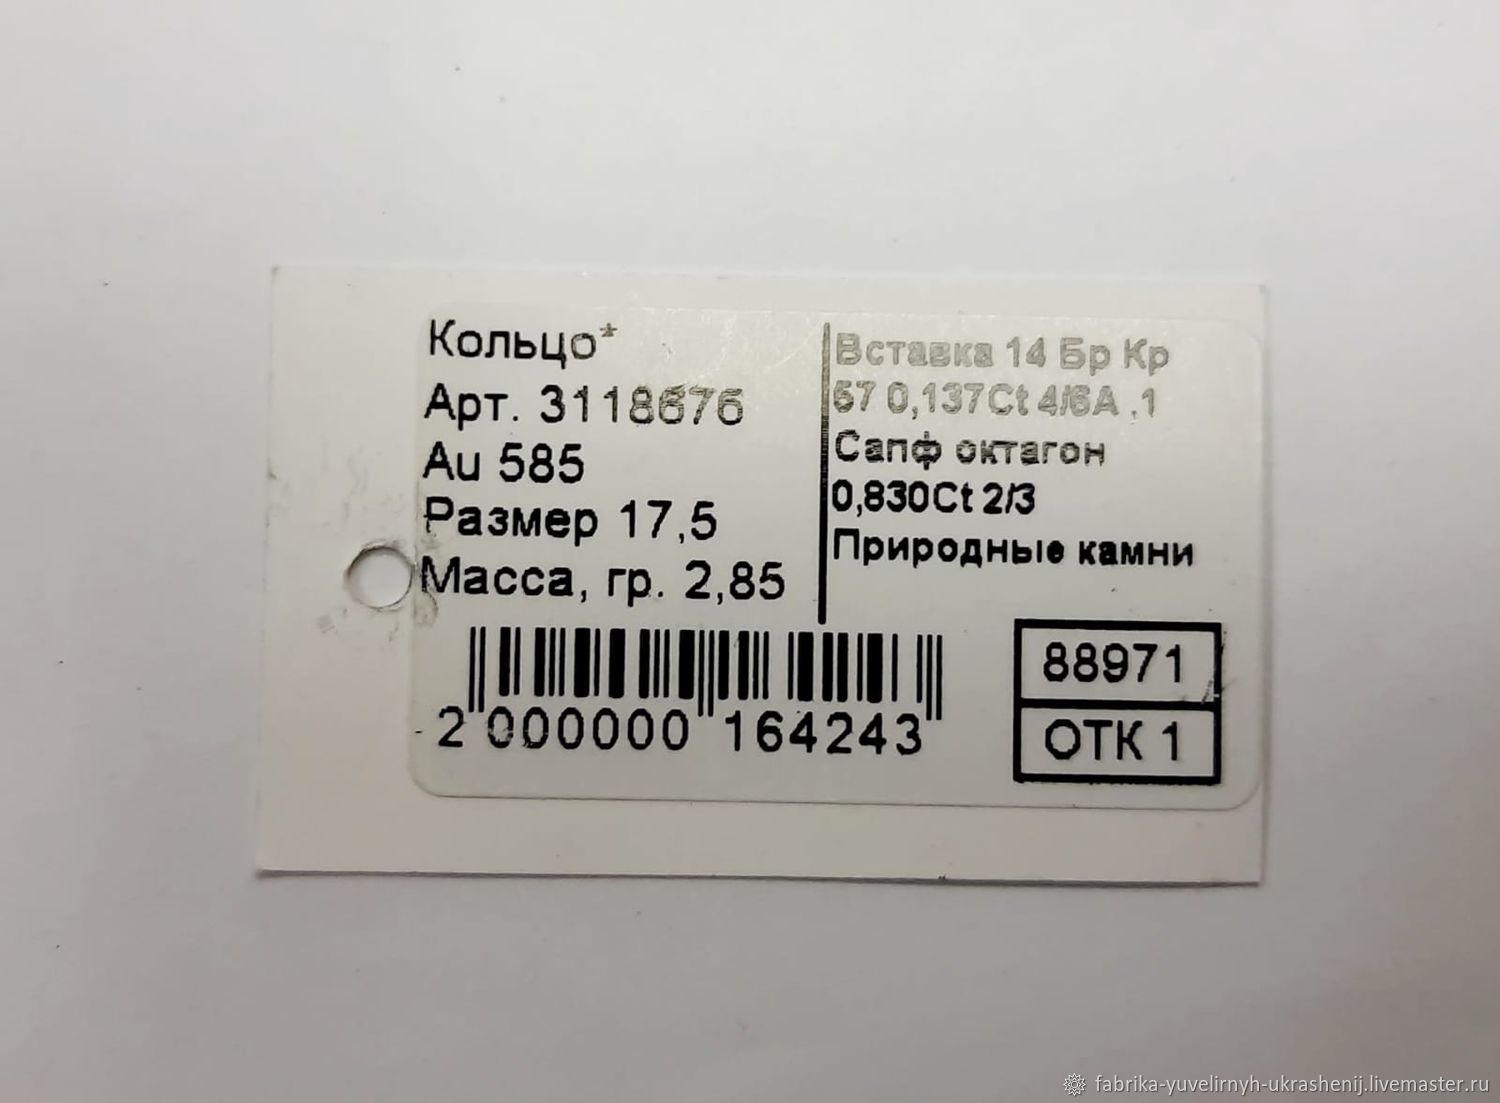 Кольцо*
Арт. 3118676
Au 585
Размер 17,5
Масса, гр. 2,85
Вставка 14 Бр Кр
57 0,137Ct 4/6А ,1
Сапф октагон
0,830Ct 2/3
Природные камни
2 000000 164243
88971
ОТК 1
fabrika-yuvelirnyh-ukrashenij.livemaster.ru